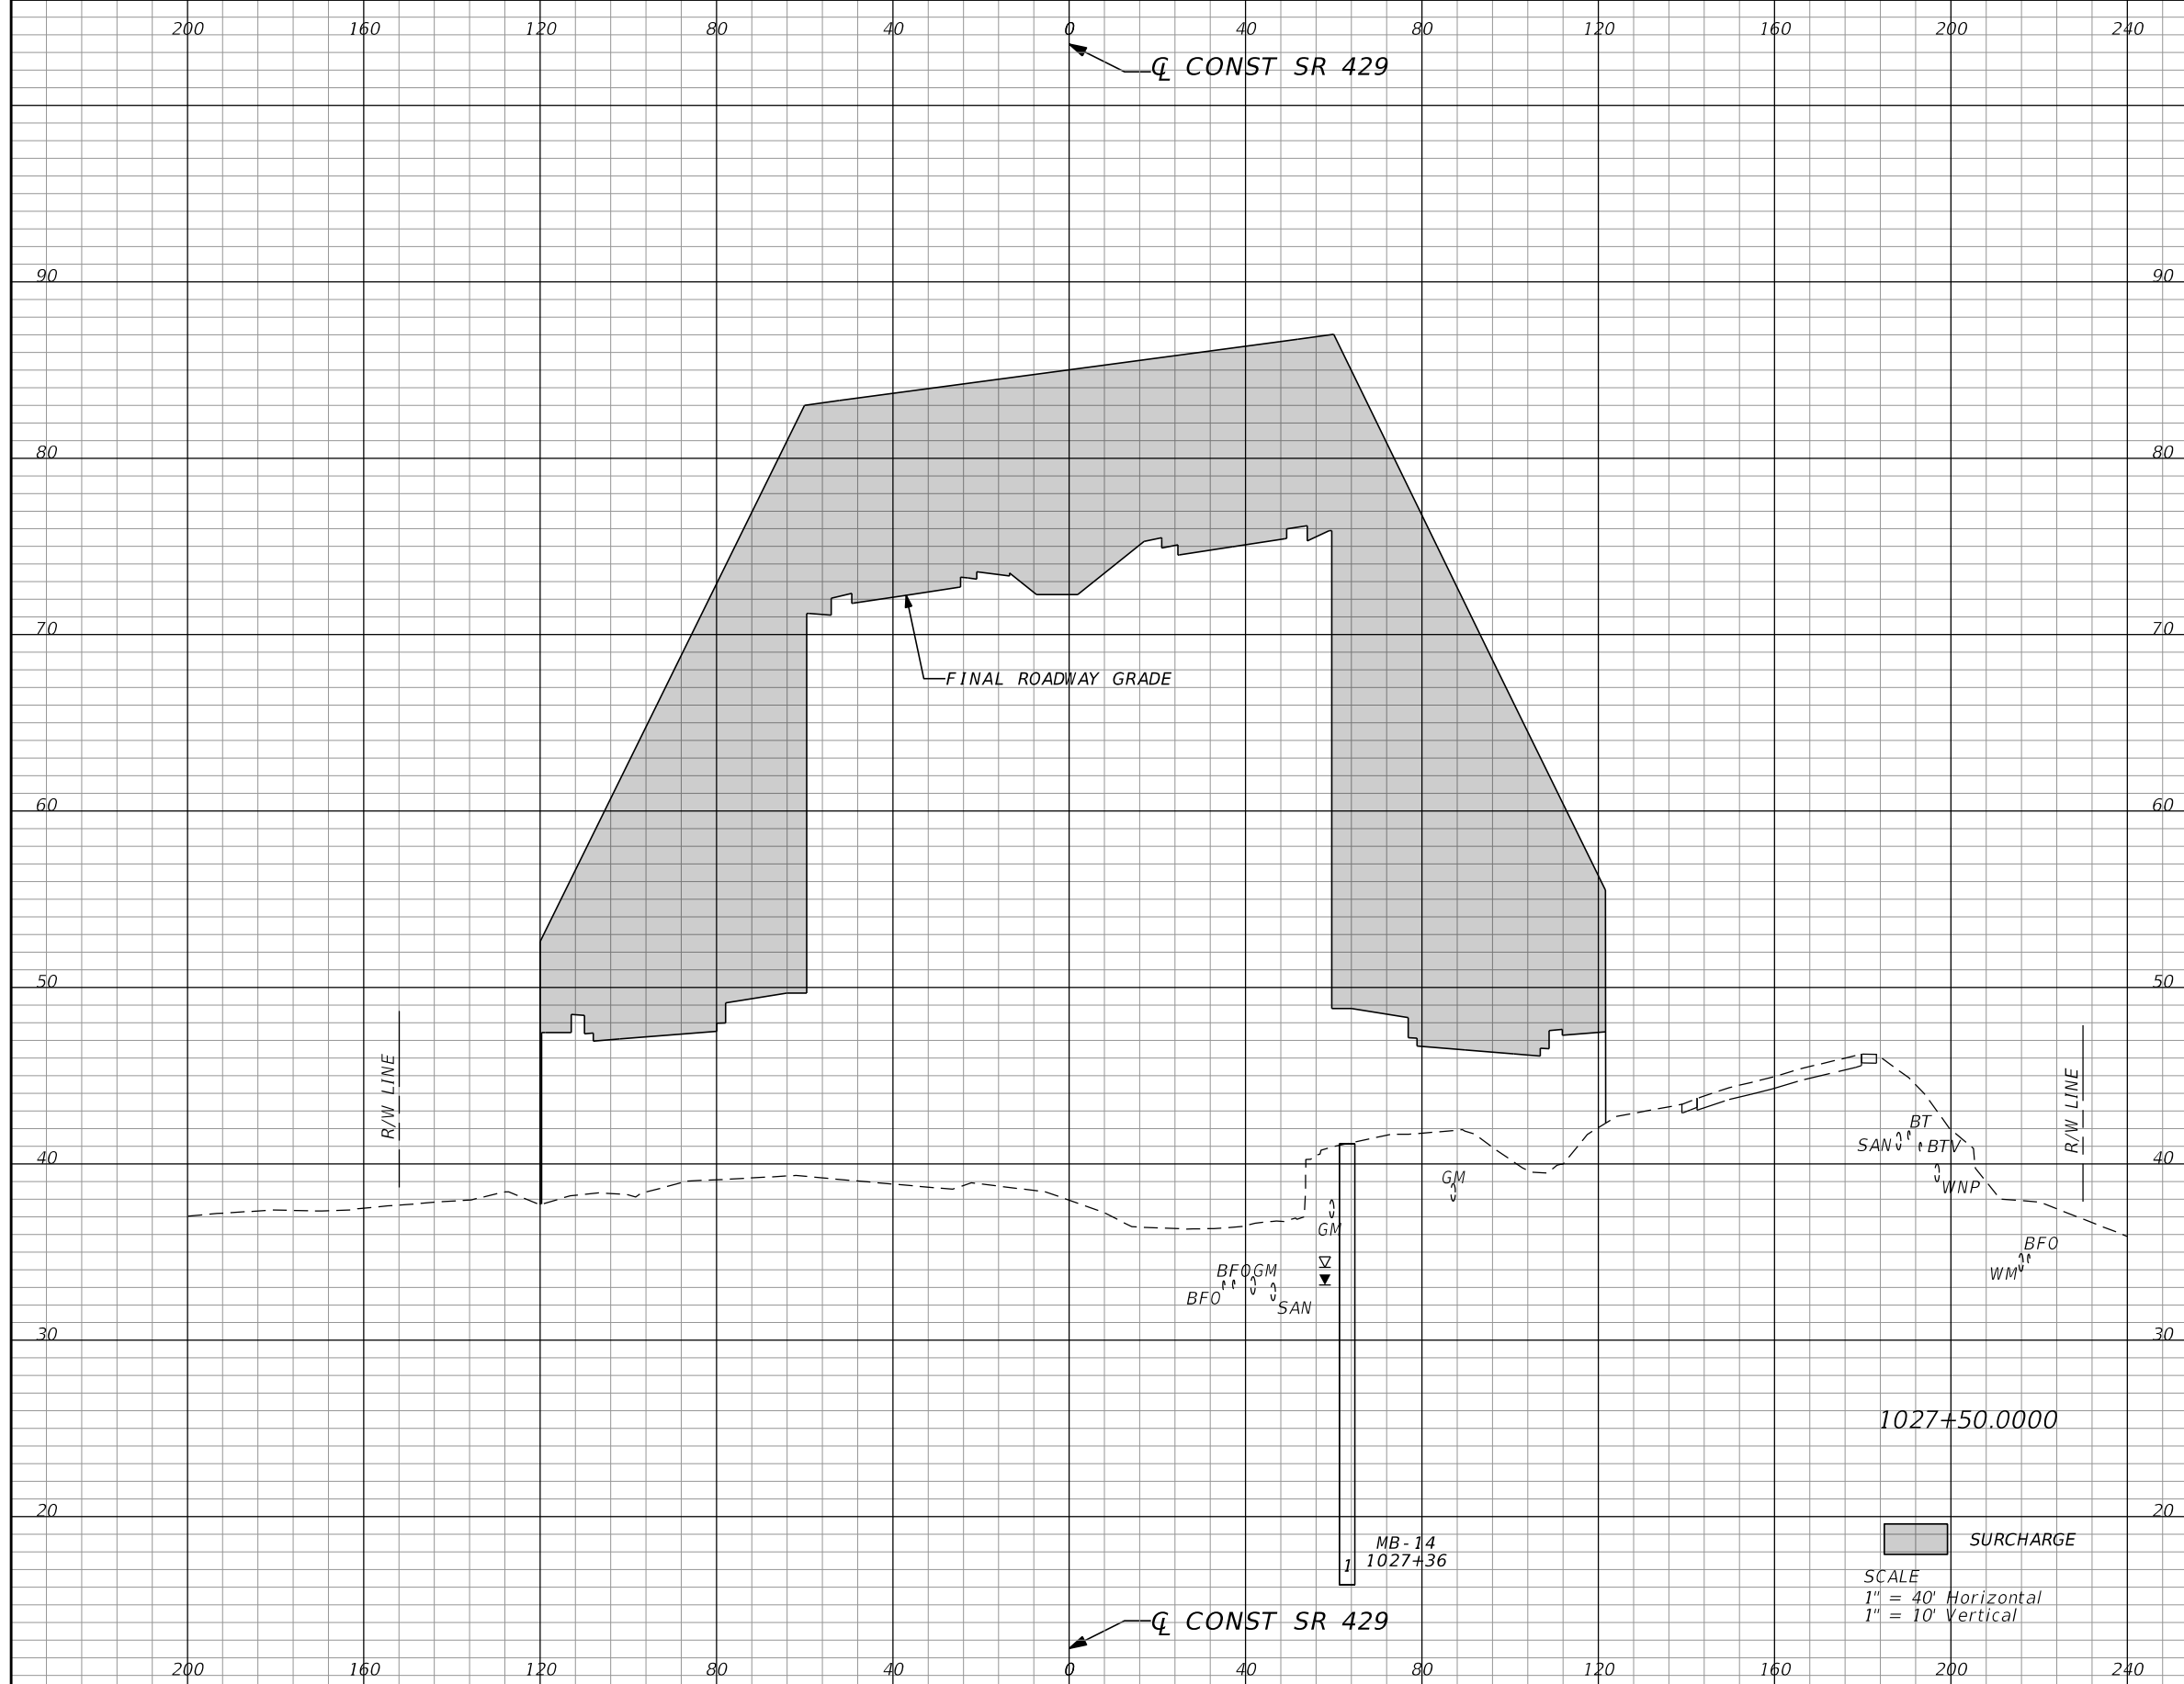 200 160 120 80 40 0 40 80 120 160 200 240
℄ CONST SR 429
90 90
80 80
70 70
FINAL ROADWAY GRADE
60 60
50 50
R/W LINE
R/W LINE
BT
SAN BTV
40 40
GM
WNP
GM
BFO
BFO GM
WM
BFO
SAN
30 30
1027+50.0000
20 20
MB-14
1027+36
1
SURCHARGE
SCALE
1" = 40' Horizontal
1" = 10' Vertical
℄ CONST SR 429
200 160 120 80 40 0 40 80 120 160 200 240